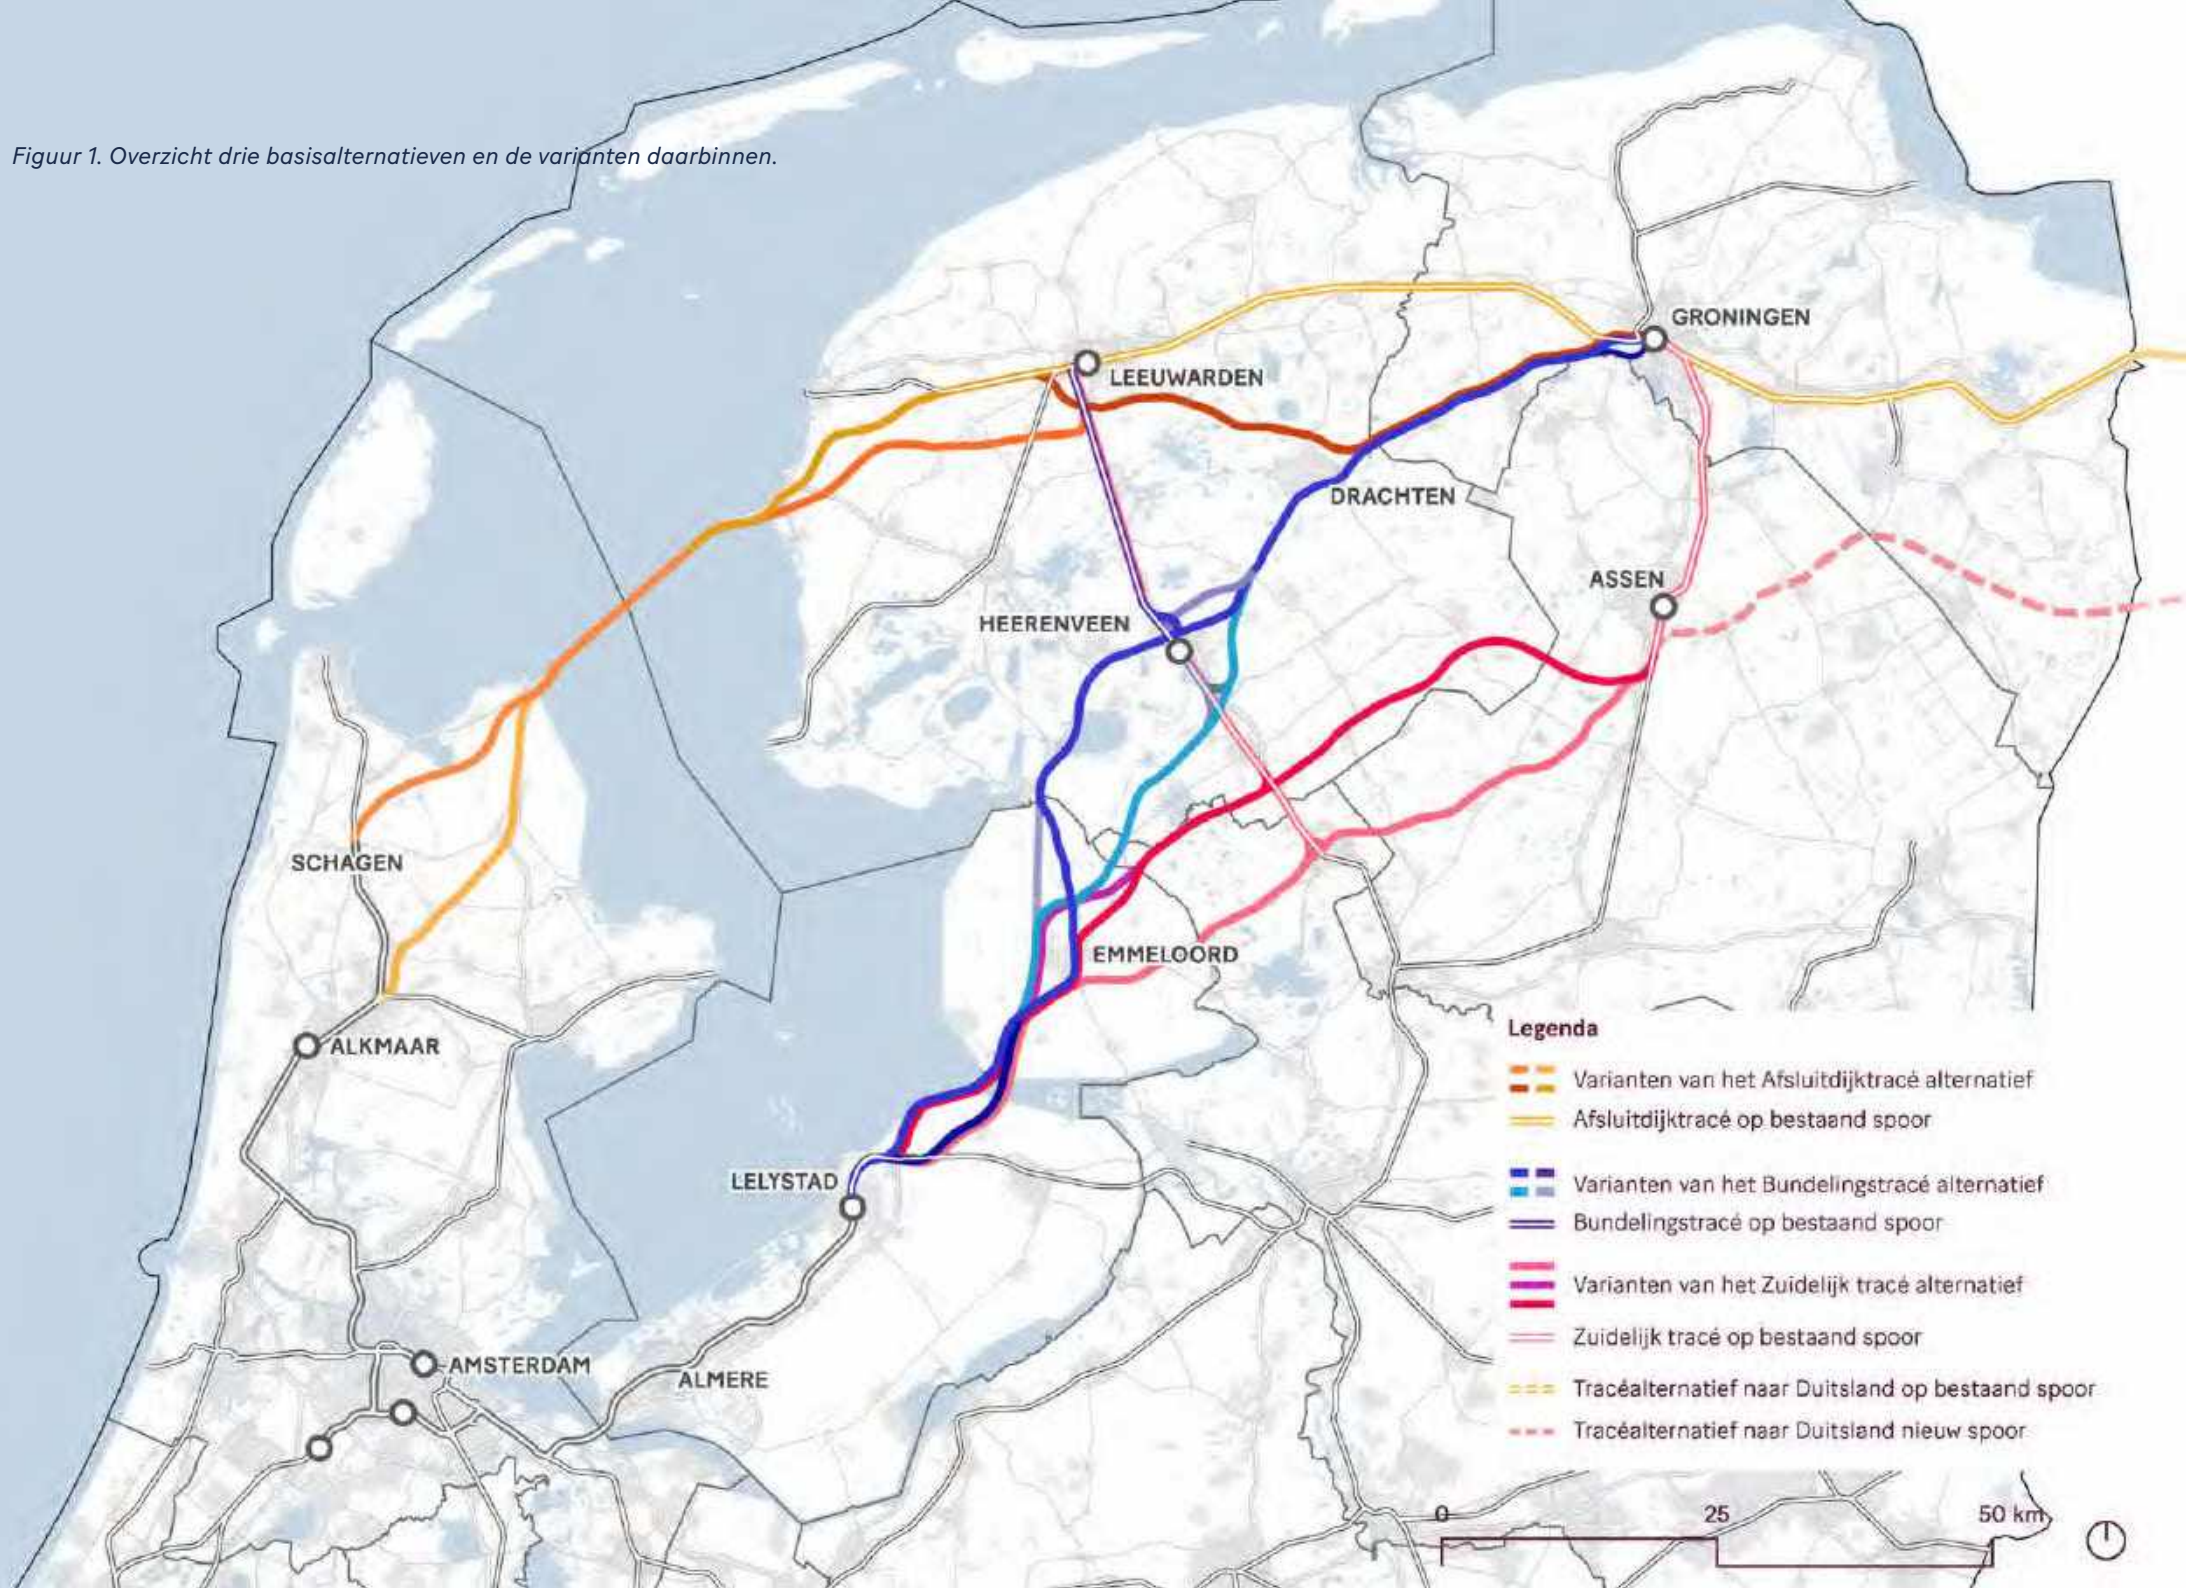 Figuur 1. Overzicht drie basisalternatieven en de varianten daarbinnen.
GRONINGEN
LEEUWARDEN
DRACHTEN
ASSEN
HEERENVEEN
SCHAGEN
EMMELOORD
ALKMAAR
LELYSTAD
AMSTERDAM
ALMERE
Legenda
Varianten van het Afsluitdijktracé alternatief
Afsluitdijktracé op bestaand spoor
Varianten van het Bundelingstracé alternatief
Bundelingstracé op bestaand spoor
Varianten van het Zuidelijk tracé alternatief
Zuidelijk tracé op bestaand spoor
Tracéalternatief naar Duitsland op bestaand spoor
Tracéalternatief naar Duitsland nieuw spoor
0 25 50 km